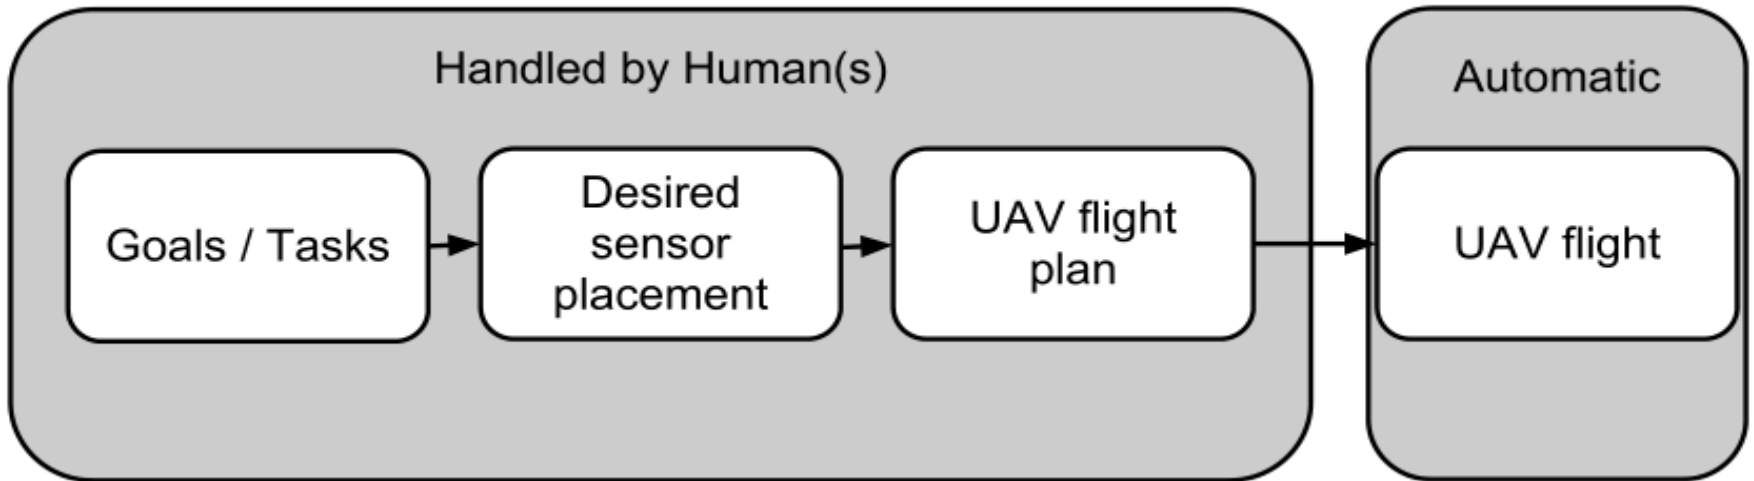 Handled by Human(s)
Automatic
Goals / Tasks
Desired
sensor
placement
UAV flight
plan
UAV flight